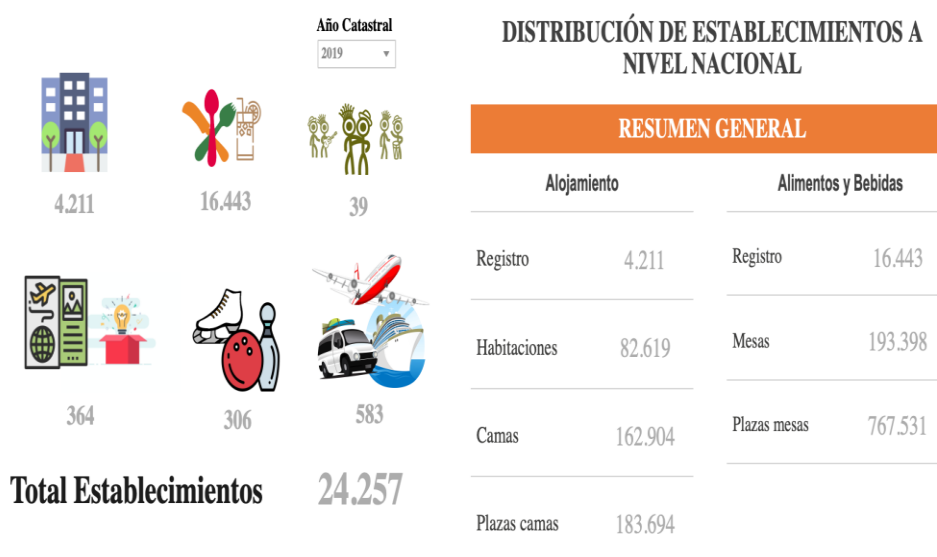 Año Catastral
2019
4.211
16.443
39
364
306
583
Total Establecimientos 24.257
DISTRIBUCIÓN DE ESTABLECIMIENTOS A
NIVEL NACIONAL
RESUMEN GENERAL
Alojamiento
Registro 4.211
Habitaciones 82.619
Camas 162.904
Plazas camas 183.694
Alimentos y Bebidas
Registro 16.443
Mesas 193.398
Plazas mesas 767.531